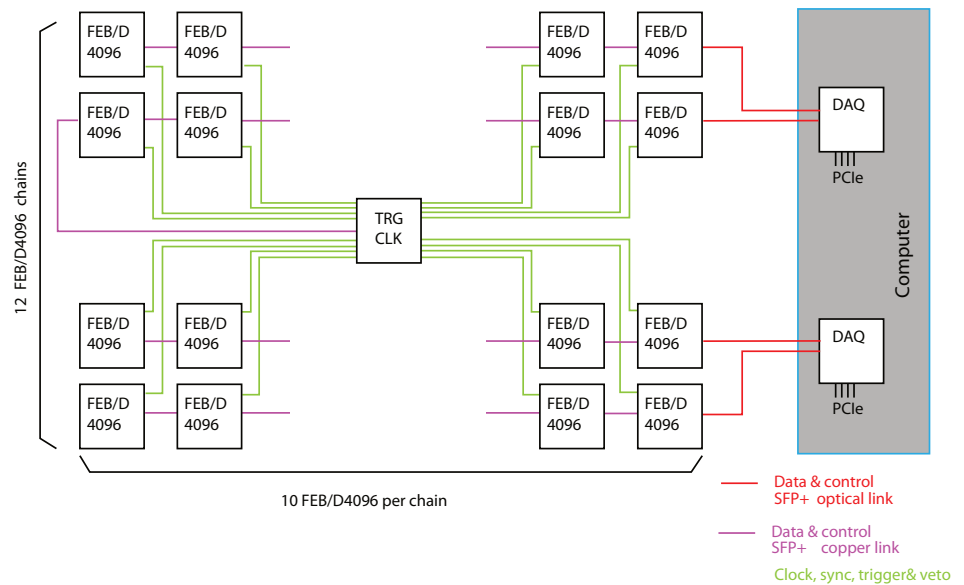 FEB/D
4096
FEB/D
4096
FEB/D
4096
FEB/D
4096
DAQ
PCIe
FEB/D
4096
FEB/D
4096
FEB/D
4096
FEB/D
4096
12 FEB/D4096 chains
TRG
CLK
Computer
FEB/D
4096
FEB/D
4096
FEB/D
4096
FEB/D
4096
DAQ
PCIe
FEB/D
4096
FEB/D
4096
FEB/D
4096
FEB/D
4096
10 FEB/D4096 per chain
Data & control
SFP+ optical link
Data & control
SFP+ copper link
Clock, sync, trigger& veto